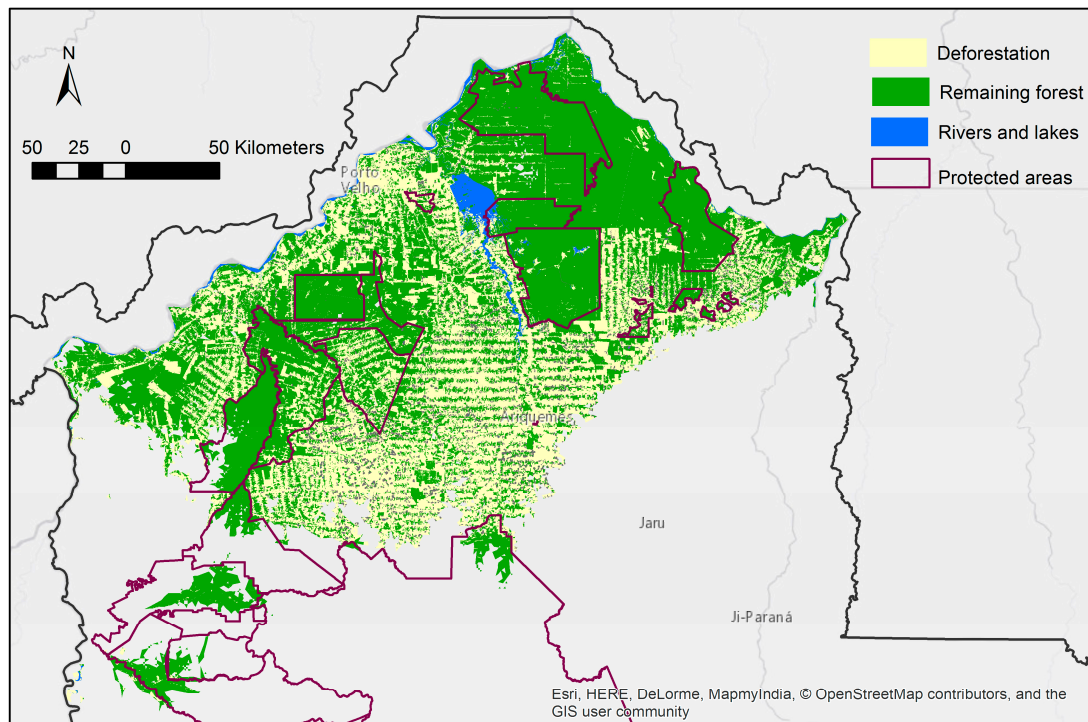 N
50 25 0 50 Kilometers
Deforestation
Remaining forest
Rivers and lakes
Protected areas
Porto
Velho
Ariquemes
Jaru
Ji-Paraná
Esri, HERE, DeLorme, MapmyIndia, © OpenStreetMap contributors, and the
GIS user community